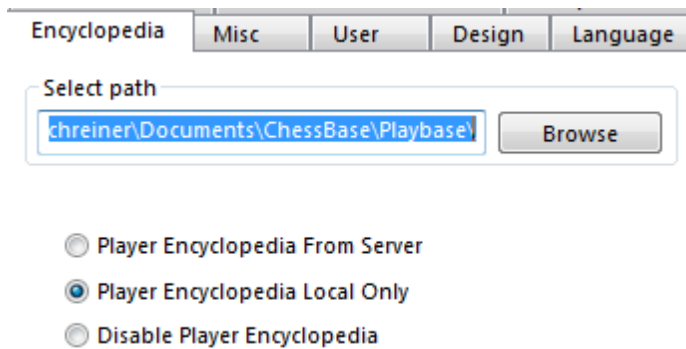 Encyclopedia Misc User Design Language
Select path
chreiner\Documents\ChessBase\Playbase\ Browse
Player Encyclopedia From Server
Player Encyclopedia Local Only
Disable Player Encyclopedia